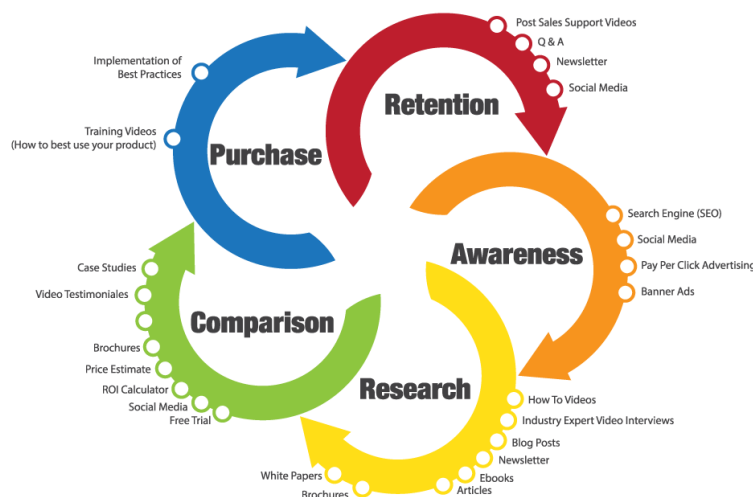 Post Sales Support Videos
Q & A
Newsletter
Social Media
Retention
Implementation of
Best Practices
Training Videos
(How to best use your product)
Purchase
Search Engine (SEO)
Social Media
Pay Per Click Advertising
Banner Ads
Awareness
Case Studies
Video Testimoniales
Brochures
Price Estimate
ROI Calculator
Social Media
Free Trial
Comparison
Research
How To Videos
Industry Expert Video Interviews
Blog Posts
Newsletter
Ebooks
Articles
White Papers
Brochures